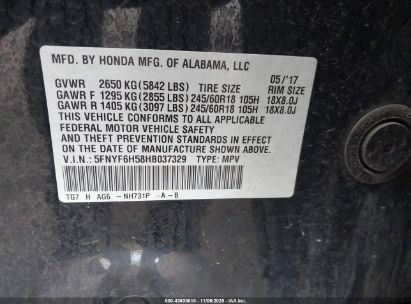 MFD. BY HONDA MFG. OF ALABAMA, LLC
05/'17
GVWR 2650 KG (5842 LBS) TIRE SIZE RIM SIZE
GAWR F 1295 KG (2855 LBS) 245/60R18 105H 18X8.0J
GAWR R 1405 KG (3097 LBS) 245/60R18 105H 18X8.0J
THIS VEHICLE CONFORMS TO ALL APPLICABLE
FEDERAL MOTOR VEHICLE SAFETY
AND THEFT PREVENTION STANDARDS IN
EFFECT ON THE DATE OF MANUFACTURE
SHOWN ABOVE.
V.I.N.: 5FNYF6H58HB037329 TYPE: MPV
TG7 H AG6 -NH731P -A -B